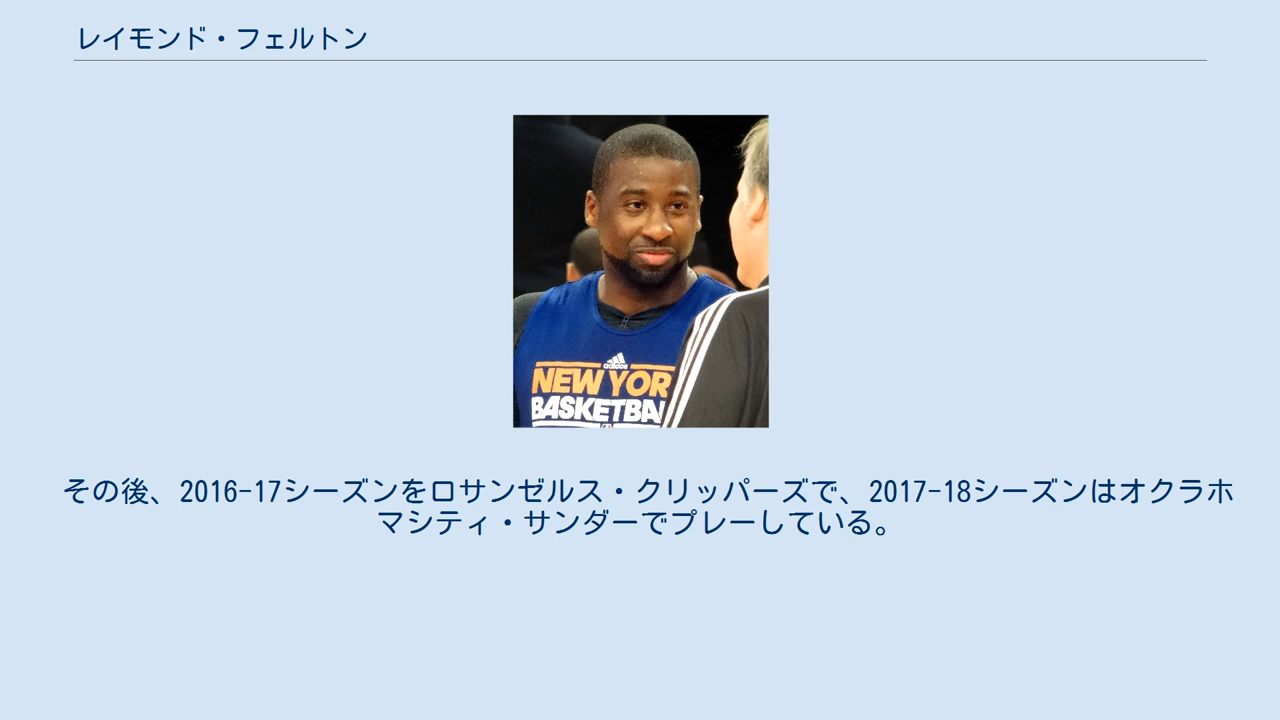 レイモンド・フェルトン
adidas
NEW YOR
BASKETBA
その後、2016-17シーズンをロサンゼルス・クリッパーズで、2017-18シーズンはオクラホ
マシティ・サンダーでプレーしている。